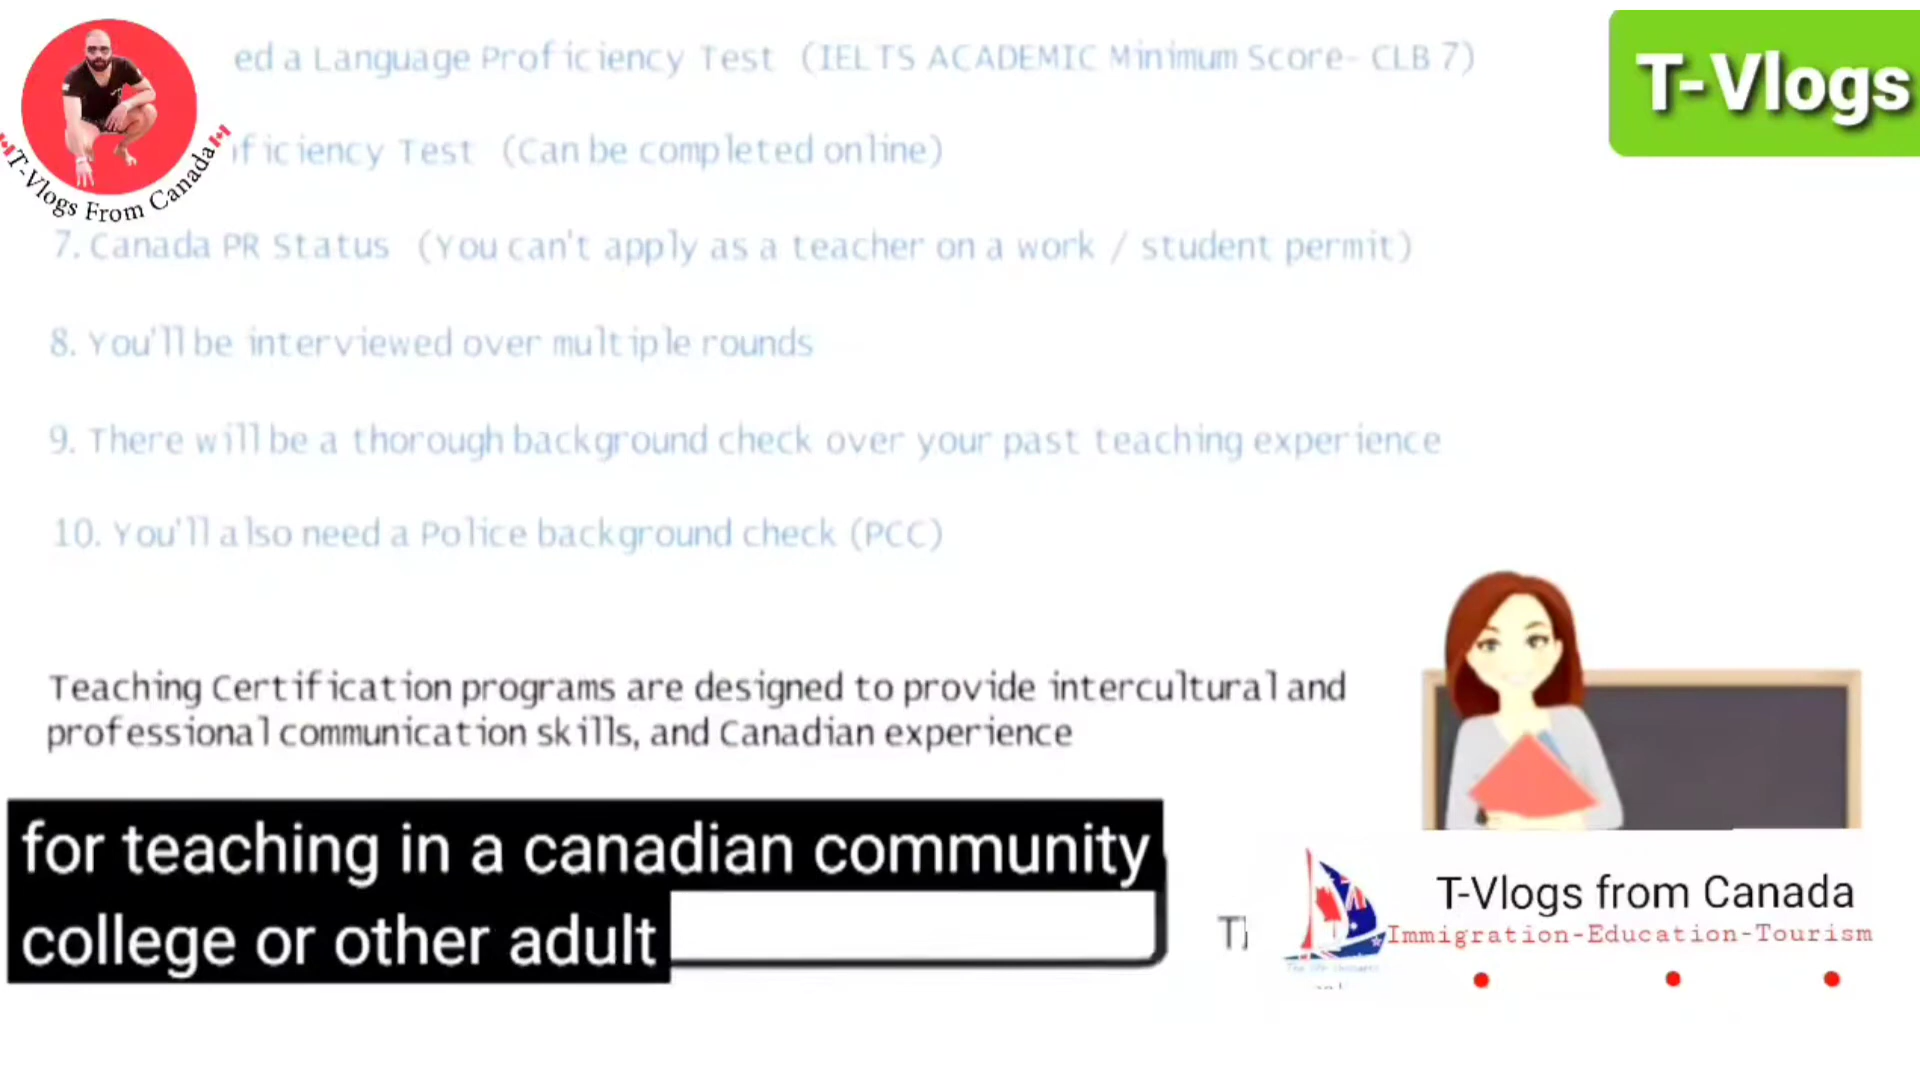 ed a Language Proficiency Test (IELTS ACADEMIC Minimum Score- CLB 7)
T-Vlogs
ficiency Test (Can be completed online)
T-Vlogs From Canada
7. Canada PR Status (You can't apply as a teacher on a work / student permit)
8. You'll be interviewed over multiple rounds
9. There will be a thorough background check over your past teaching experience
10. You'll also need a Police background check (PCC)
Teaching Certification programs are designed to provide intercultural and
professional communication skills, and Canadian experience
for teaching in a canadian community
college or other adult
T-Vlogs from Canada
Immigration-Education-Tourism